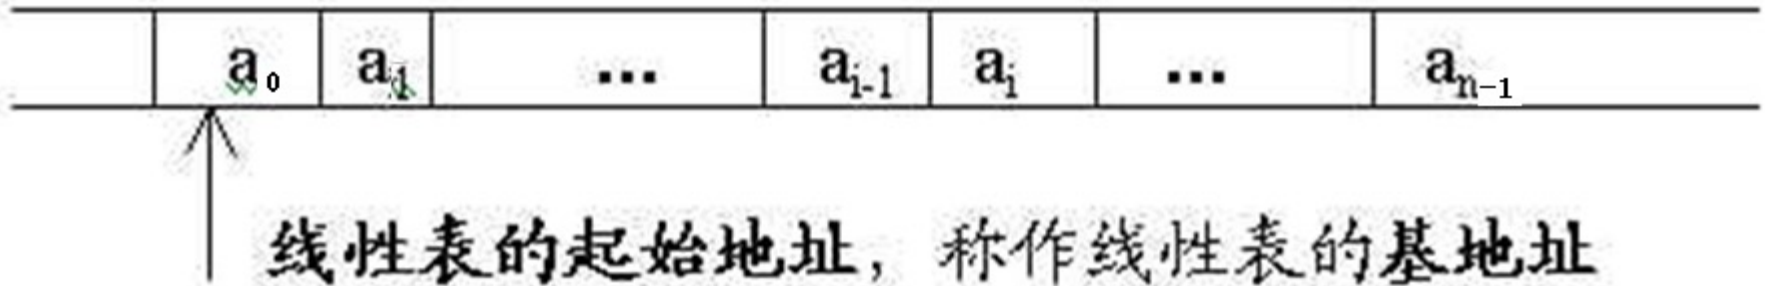 a₀ a₁ ... aᵢ₋₁ aᵢ ... aₙ₋₁
线性表的起始地址，称作线性表的基地址